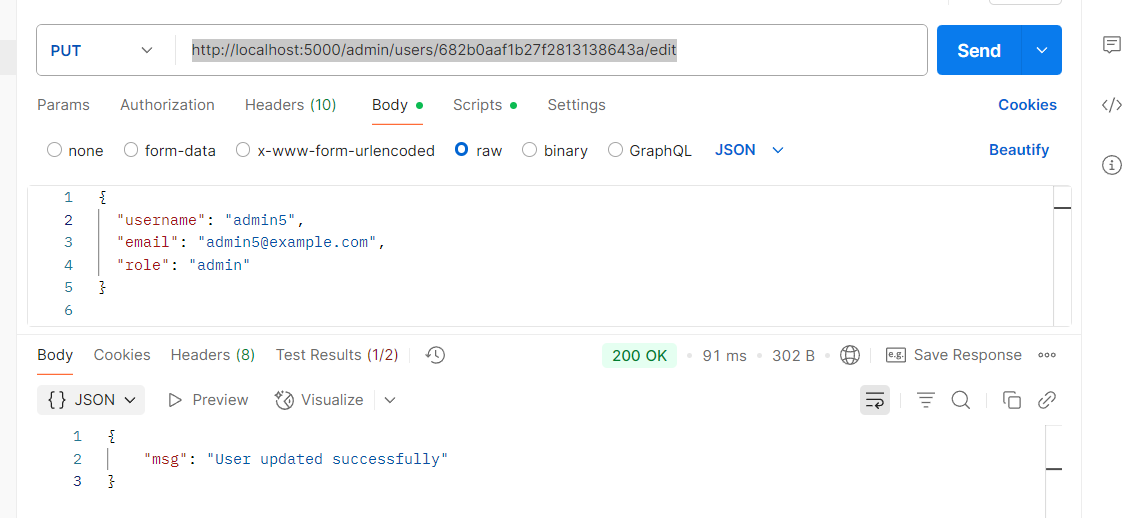 PUT http://localhost:5000/admin/users/682b0aaf1b27f2813138643a/edit Send
Params Authorization Headers (10) Body Scripts Settings Cookies
none form-data x-www-form-urlencoded raw binary GraphQL JSON Beautify
1 {
2 "username": "admin5",
3 "email": "admin5@example.com",
4 "role": "admin"
5 }
6
Body Cookies Headers (8) Test Results (1/2) 200 OK 91 ms 302 B e.g. Save Response
{} JSON Preview Visualize
1 {
2 "msg": "User updated successfully"
3 }